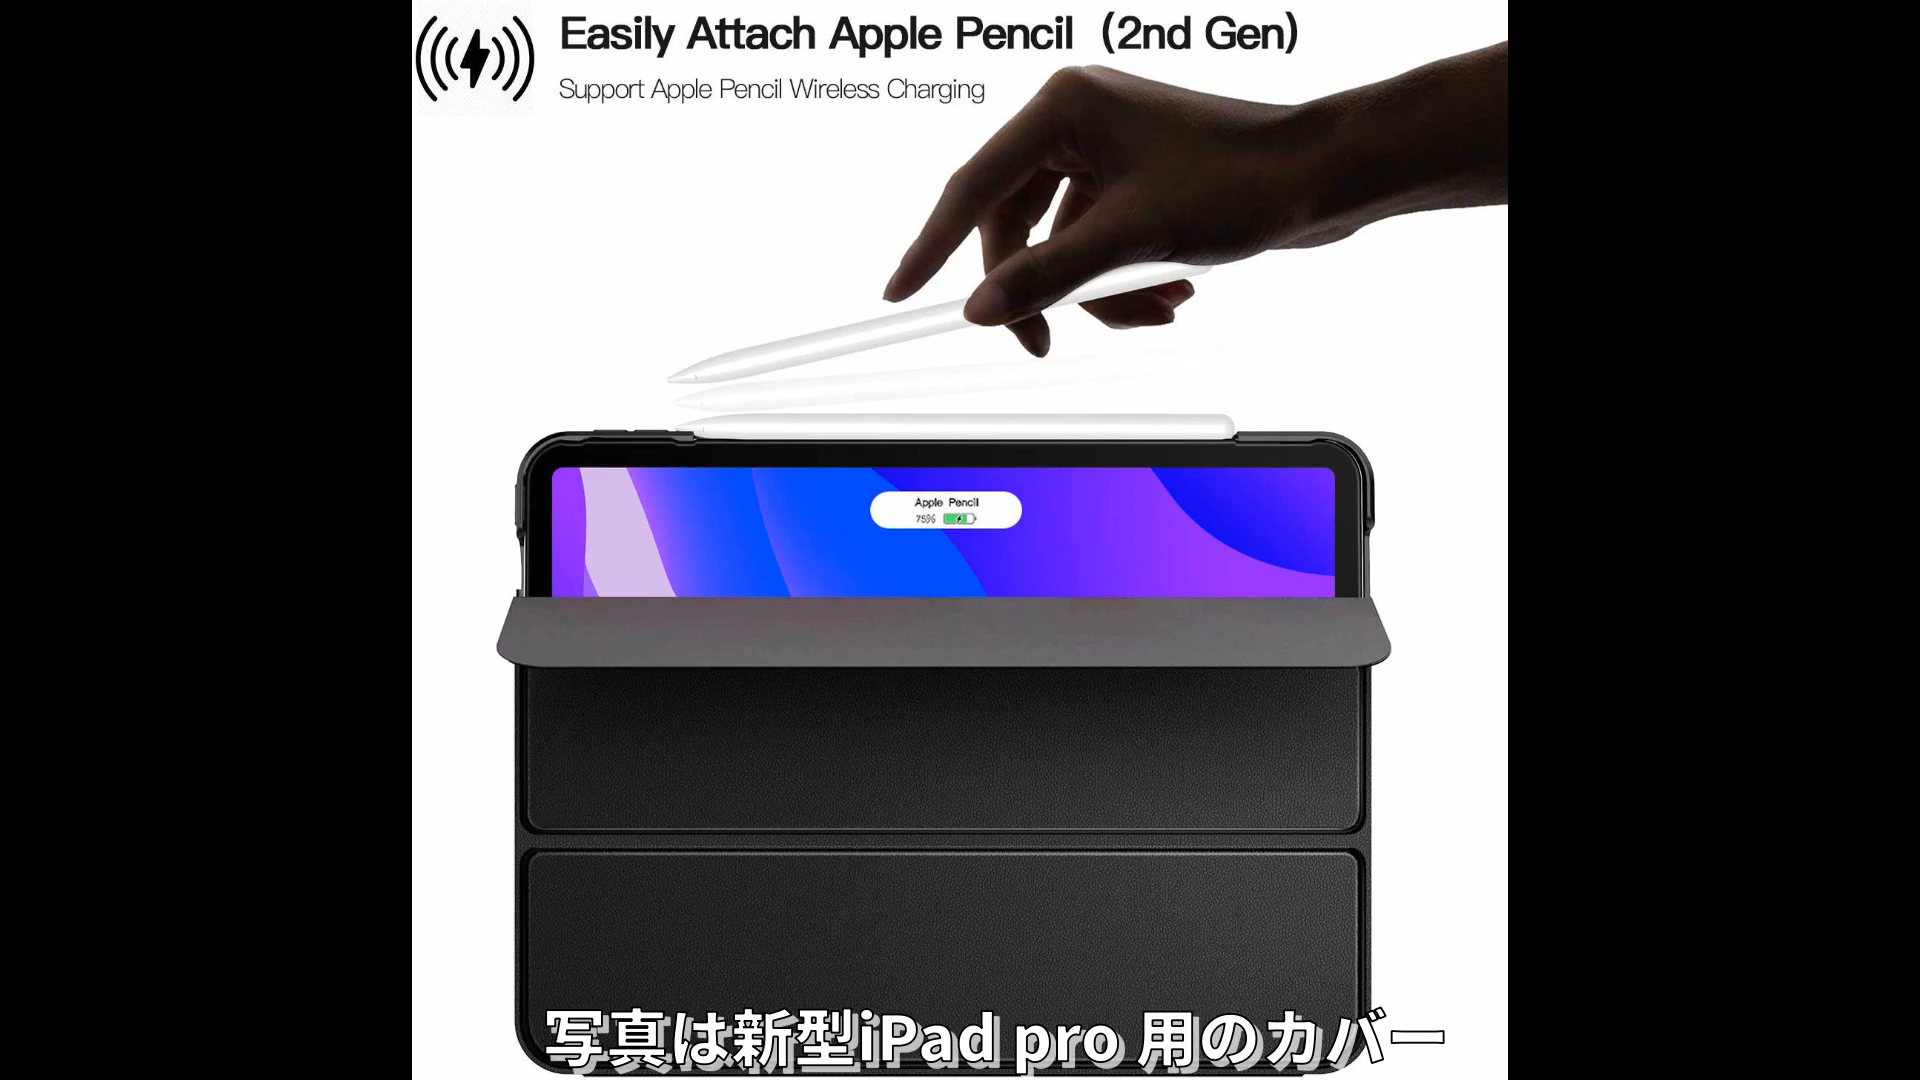 Easily Attach Apple Pencil（2nd Gen）
Support Apple Pencil Wireless Charging
Apple Pencil
75%
写真は新型iPad pro 用のカバー